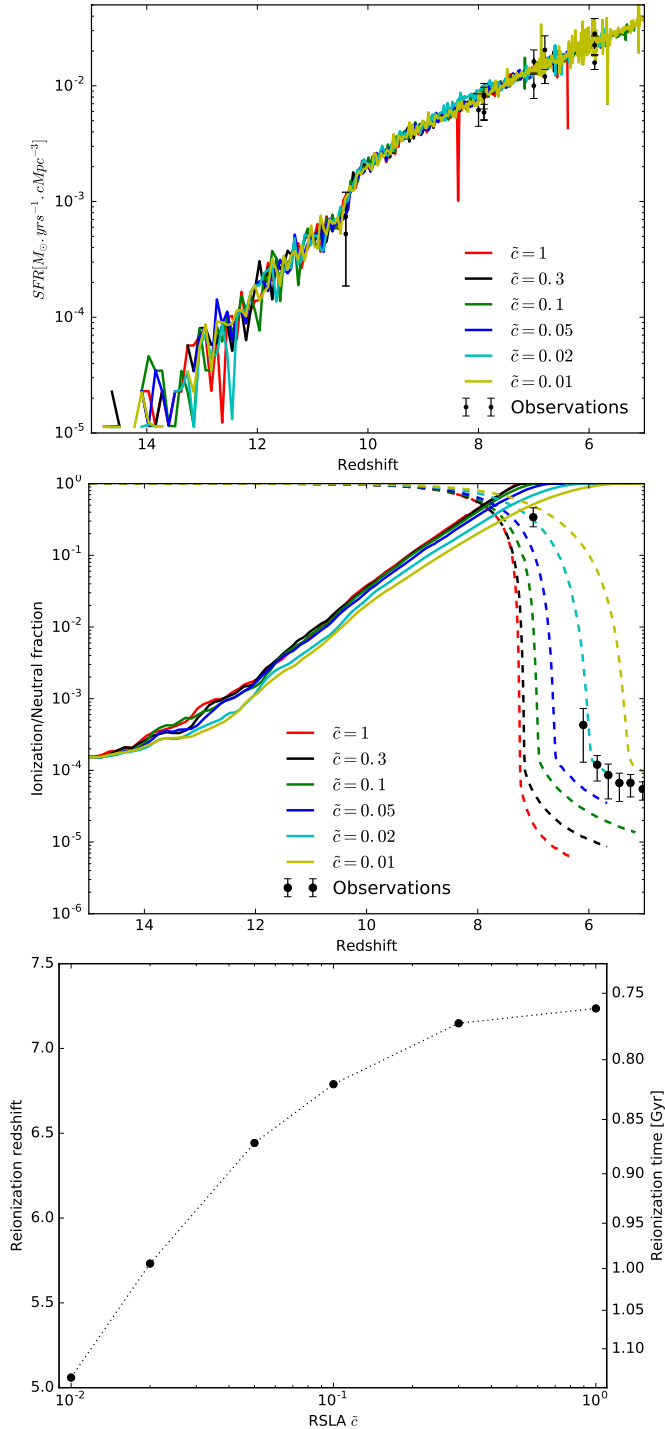 10⁻²
10⁻³
10⁻⁴
10⁻⁵
SFR[M⊙.yrs⁻¹.cMpc⁻³]
c̃ = 1
c̃ = 0.3
c̃ = 0.1
c̃ = 0.05
c̃ = 0.02
c̃ = 0.01
Observations
14 12 10 8 6
Redshift
10⁰
10⁻¹
10⁻²
10⁻³
10⁻⁴
10⁻⁵
10⁻⁶
Ionization/Neutral fraction
c̃ = 1
c̃ = 0.3
c̃ = 0.1
c̃ = 0.05
c̃ = 0.02
c̃ = 0.01
Observations
14 12 10 8 6
Redshift
7.5
7.0
6.5
6.0
5.5
5.0
Reionization redshift
0.75
0.80
0.85
0.90
0.95
1.00
1.05
1.10
Reionization time [Gyr]
10⁻² 10⁻¹ 10⁰
RSLA c̃